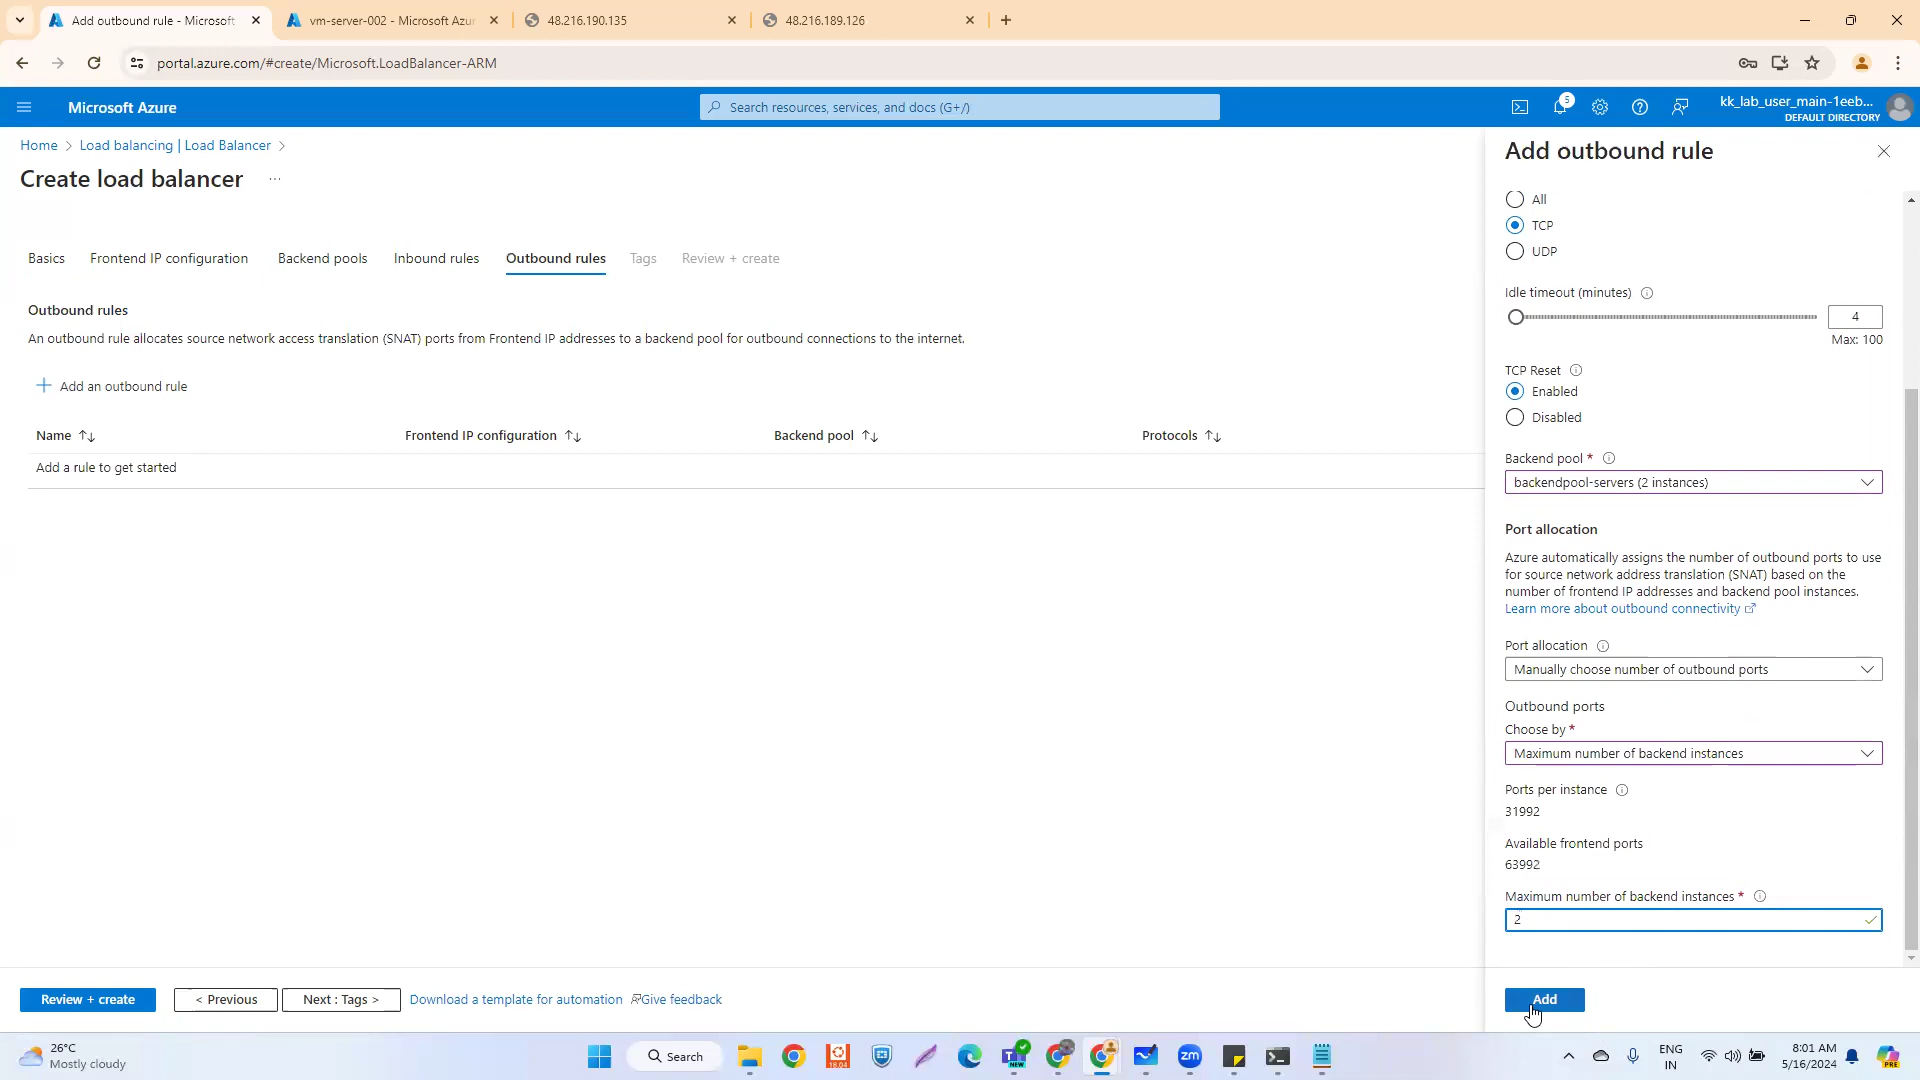 Add outbound rule - Microsoft
vm-server-002 - Microsoft Azu
48.216.190.135
48.216.189.126
portal.azure.com/#create/Microsoft.LoadBalancer-ARM
Microsoft Azure
Search resources, services, and docs (G+/)
5
kk_lab_user_main-1eeb...
DEFAULT DIRECTORY
Home > Load balancing | Load Balancer >
Create load balancer ...
Basics
Frontend IP configuration
Backend pools
Inbound rules
Outbound rules
Tags
Review + create
Outbound rules
An outbound rule allocates source network access translation (SNAT) ports from Frontend IP addresses to a backend pool for outbound connections to the internet.
Add an outbound rule
Name
Frontend IP configuration
Backend pool
Protocols
Add a rule to get started
Review + create
< Previous
Next : Tags >
Download a template for automation
Give feedback
Add outbound rule
All
TCP
UDP
Idle timeout (minutes)
4
Max: 100
TCP Reset
Enabled
Disabled
Backend pool *
backendpool-servers (2 instances)
Port allocation
Azure automatically assigns the number of outbound ports to use
for source network address translation (SNAT) based on the
number of frontend IP addresses and backend pool instances.
Learn more about outbound connectivity
Port allocation
Manually choose number of outbound ports
Outbound ports
Choose by *
Maximum number of backend instances
Ports per instance
31992
Available frontend ports
63992
Maximum number of backend instances *
2
Add
26°C
Mostly cloudy
Search
18.04
NEW
zm
ENG
IN
8:01 AM
5/16/2024
PRE